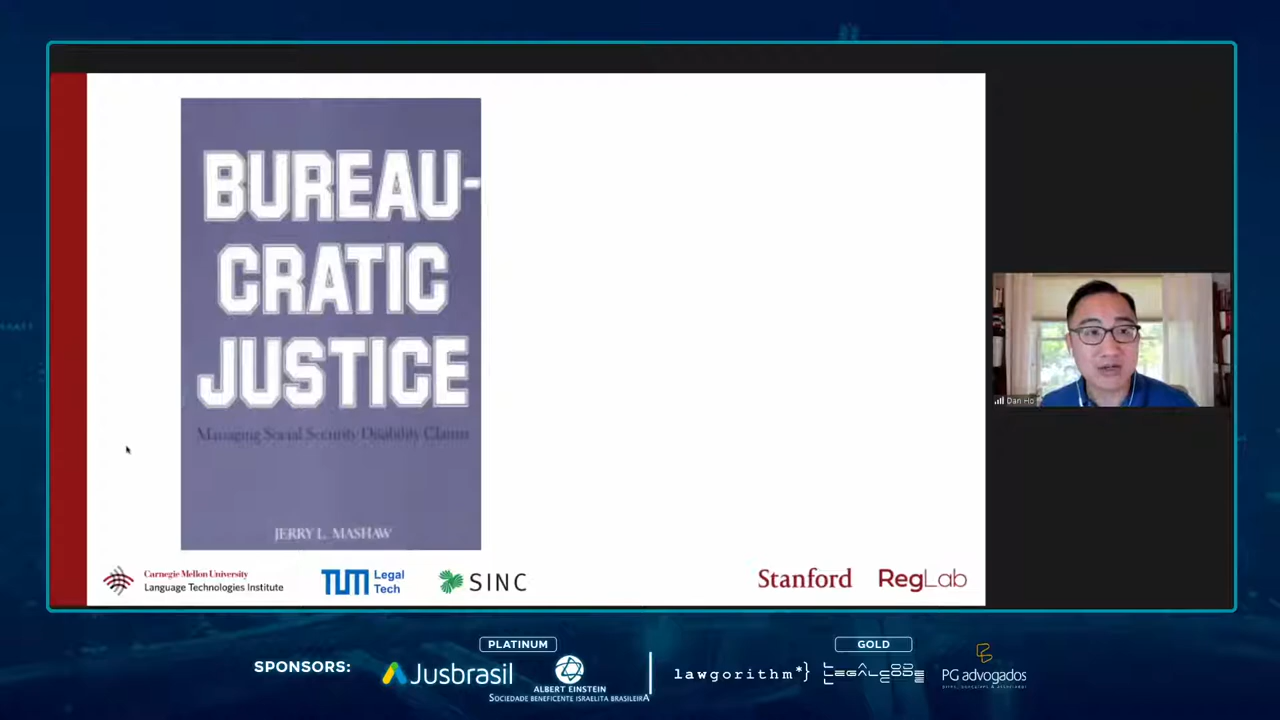 BUREAU-
CRATIC
JUSTICE
Managing Social Security Disability Claims
JERRY L. MASHAW
Carnegie Mellon University
Language Technologies Institute
TUM Legal
Tech
SINC
Stanford RegLab
Dan Ho
PLATINUM
GOLD
SPONSORS:
Jusbrasil
ALBERT EINSTEIN
SOCIEDADE BENEFICENTE ISRAELITA BRASILEIRA
lawgorithm*}
LEGALCODE
PG advogados